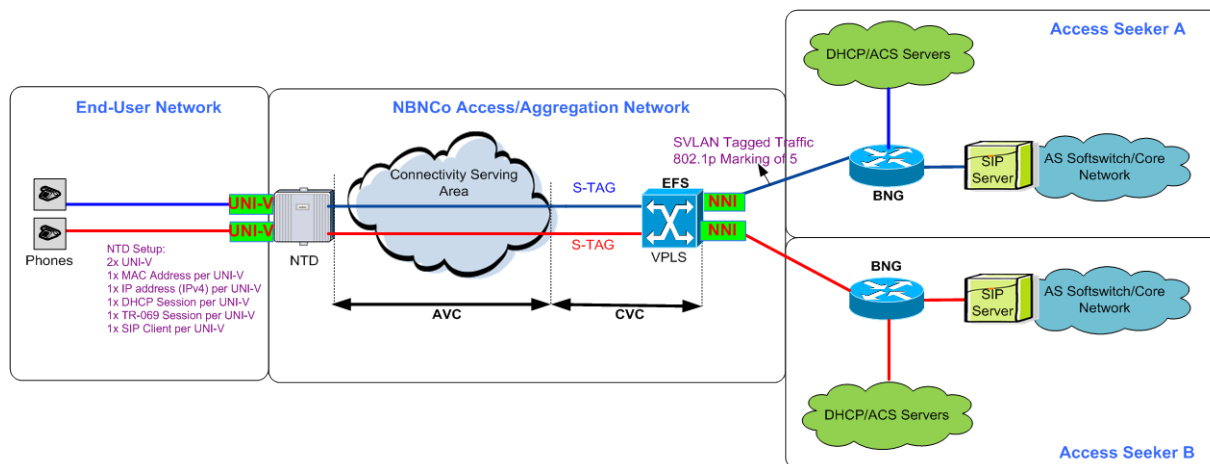 End-User Network
Phones
UNI-V
UNI-V
NTD Setup:
2x UNI-V
1x MAC Address per UNI-V
1x IP address (IPv4) per UNI-V
1x DHCP Session per UNI-V
1x TR-069 Session per UNI-V
1x SIP Client per UNI-V
NBNCo Access/Aggregation Network
NTD
Connectivity Serving
Area
S-TAG
S-TAG
EFS
VPLS
NNI
NNI
SVLAN Tagged Traffic
802.1p Marking of 5
AVC
CVC
Access Seeker A
DHCP/ACS Servers
BNG
SIP
Server
AS Softswitch/Core
Network
BNG
SIP
Server
AS Softswitch/Core
Network
DHCP/ACS Servers
Access Seeker B